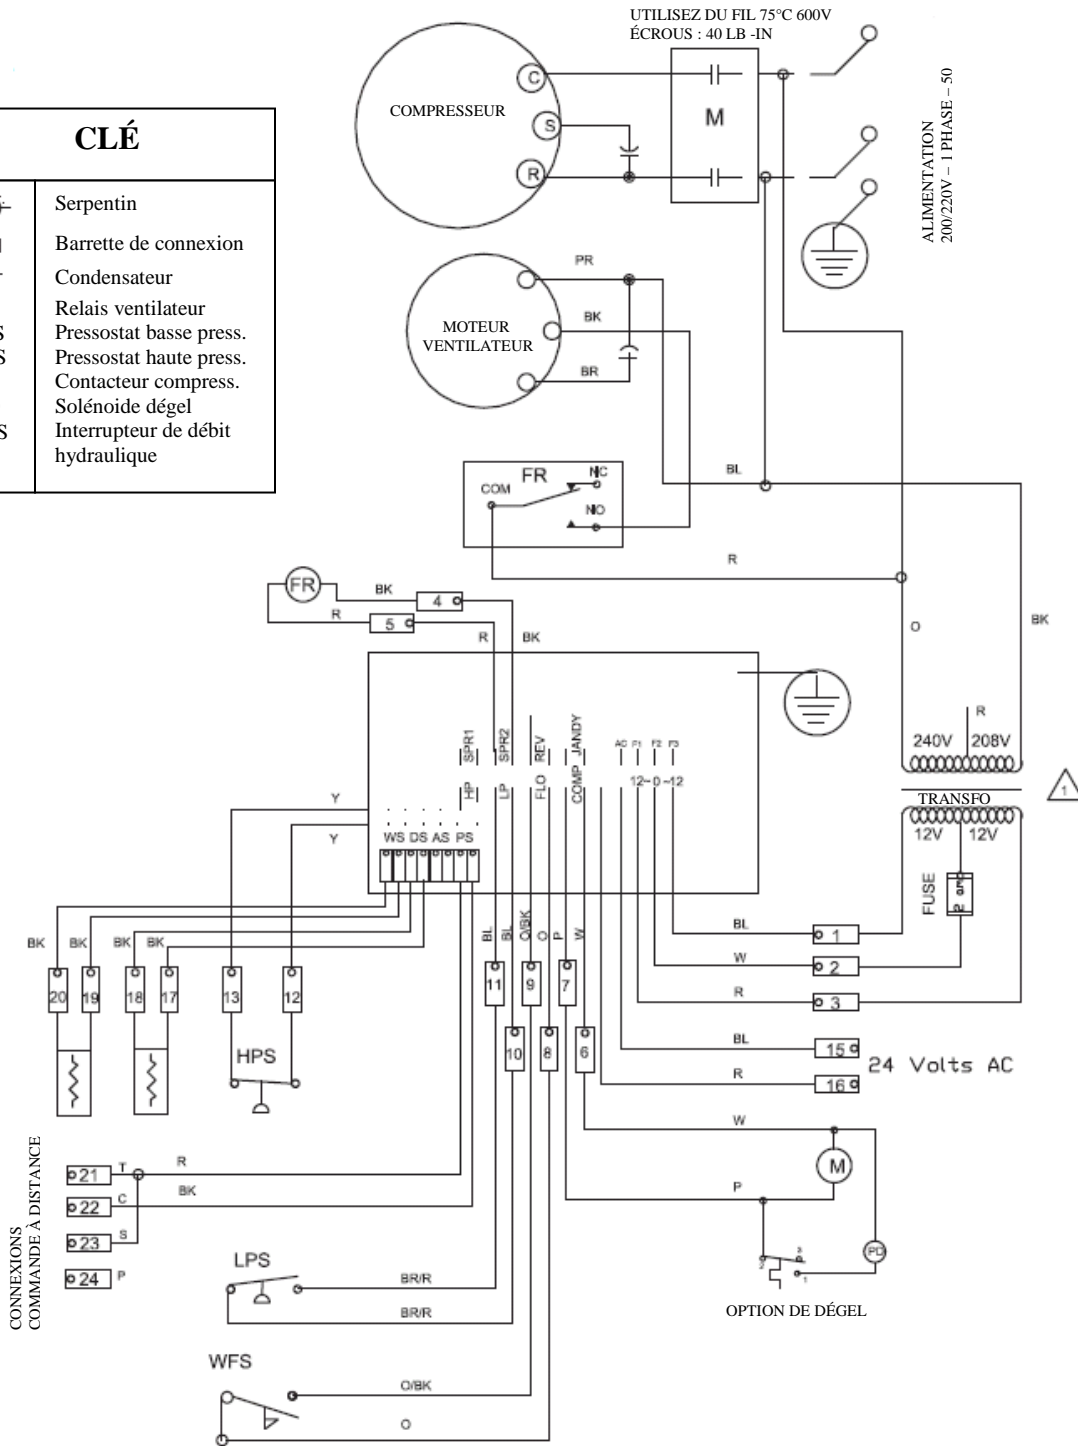 UTILISEZ DU FIL 75°C 600V
ÉCROUS : 40 LB -IN
C
COMPRESSEUR
S
R
M
ALIMENTATION
200/220V – 1 PHASE – 50
CLÉ
Serpentin
Barrette de connexion
Condensateur
Relais ventilateur
S Pressostat basse press.
S Pressostat haute press.
Contacteur compress.
Solénoide dégel
S Interrupteur de débit
hydraulique
PR
MOTEUR
VENTILATEUR
BK
BR
FR
NC
COM
NO
BL
R
O
BK
FR
BK
4
R
5
R
BK
R
240V 208V
TRANSFO
12V 12V
1
FUSE
SPR1
SPR2
REV
JANDY
HP
LP
FLO
COMP
AC F1 F2 F3
12~0~12
Y
Y
WS DS AS PS
BK BK BK BK
BL
BL
O/BK
O
P
W
BL
1
W
2
R
3
20 19 18 17 13 12
11 9 7
10 8 6
HPS
BL
15
R
16
24 Volts AC
W
M
P
PD
2
3
1
OPTION DE DÉGEL
CONNEXIONS
COMMANDE À DISTANCE
21 T R
22 C BK
23 S
24 P
LPS
BR/R
BR/R
WFS
O/BK
O